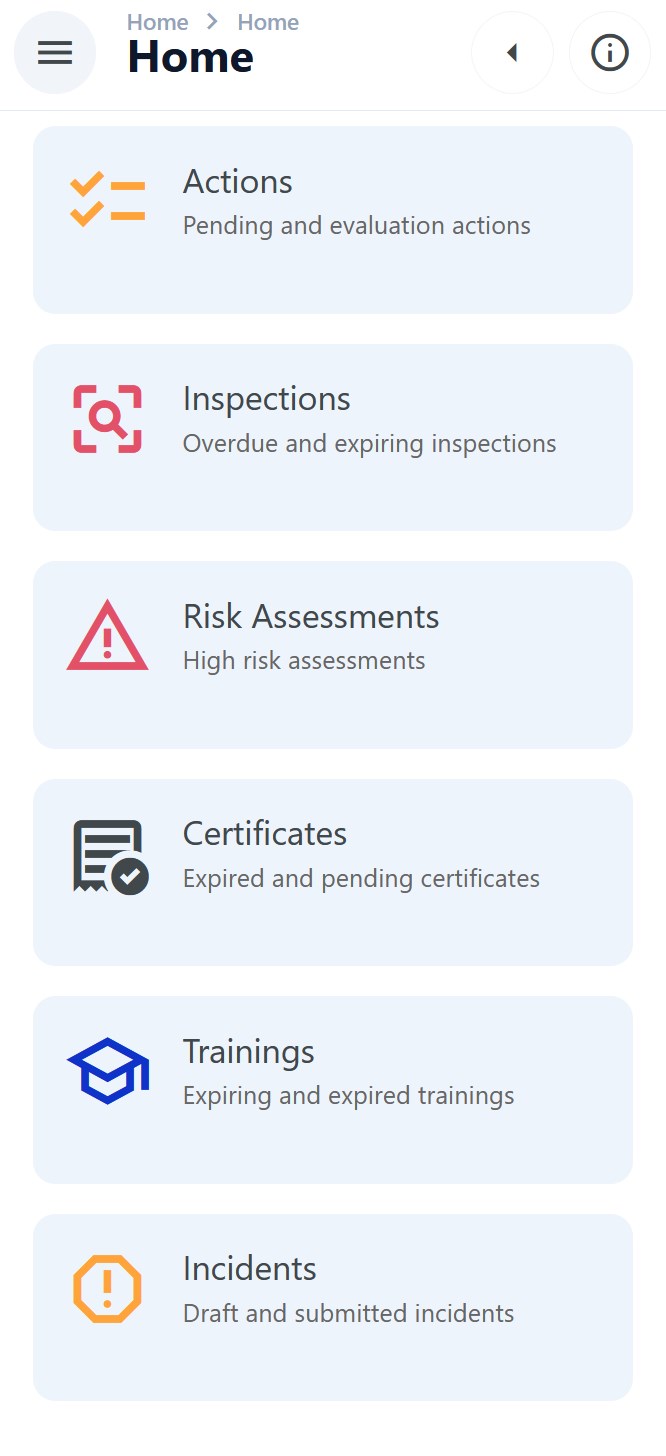 Home > Home
Home
Actions
Pending and evaluation actions
Inspections
Overdue and expiring inspections
Risk Assessments
High risk assessments
Certificates
Expired and pending certificates
Trainings
Expiring and expired trainings
Incidents
Draft and submitted incidents